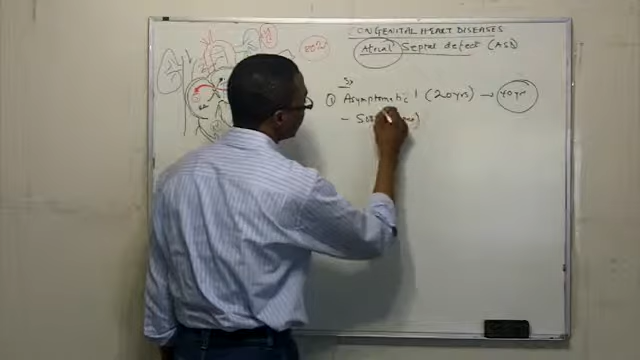 CONGENITAL HEART DISEASES
Atrial Septal defect (ASD)
Sx
① Asymptomatic ! (20yrs) → 40yr